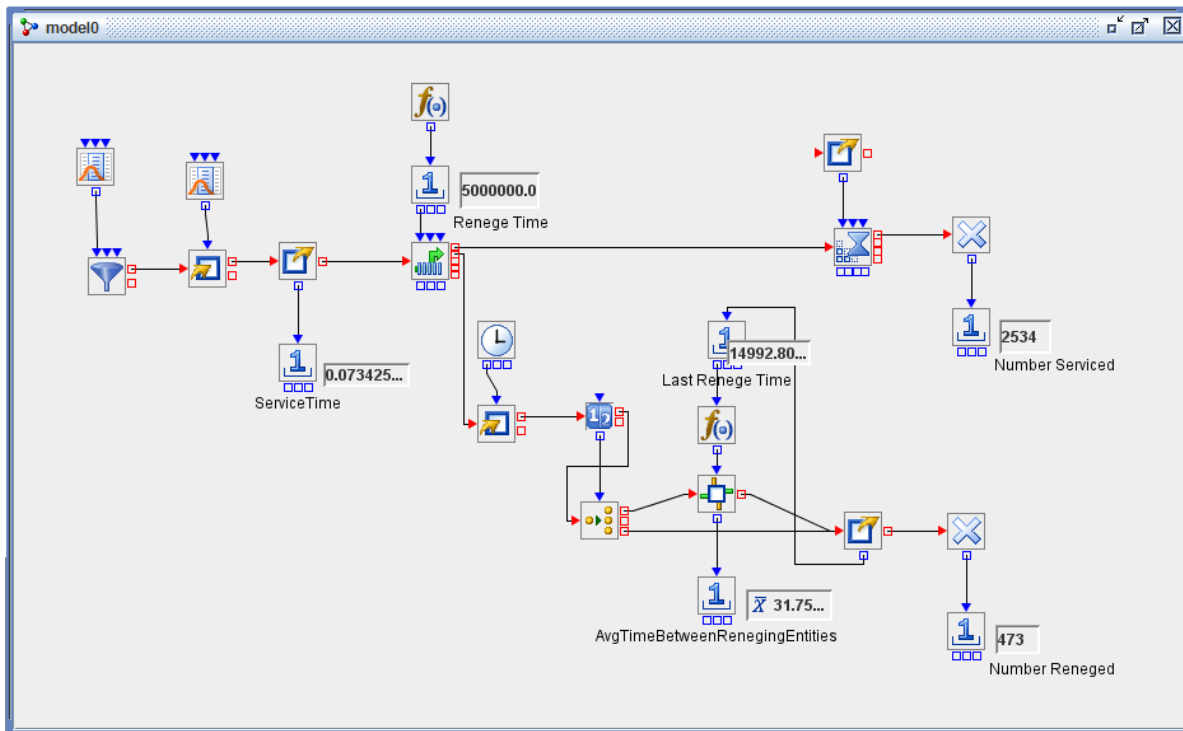 model0
5000000.0
Renege Time
0.073425...
ServiceTime
14992.80...
Last Renege Time
2534
Number Serviced
X̅ 31.75...
AvgTimeBetweenRenegingEntities
473
Number Reneged